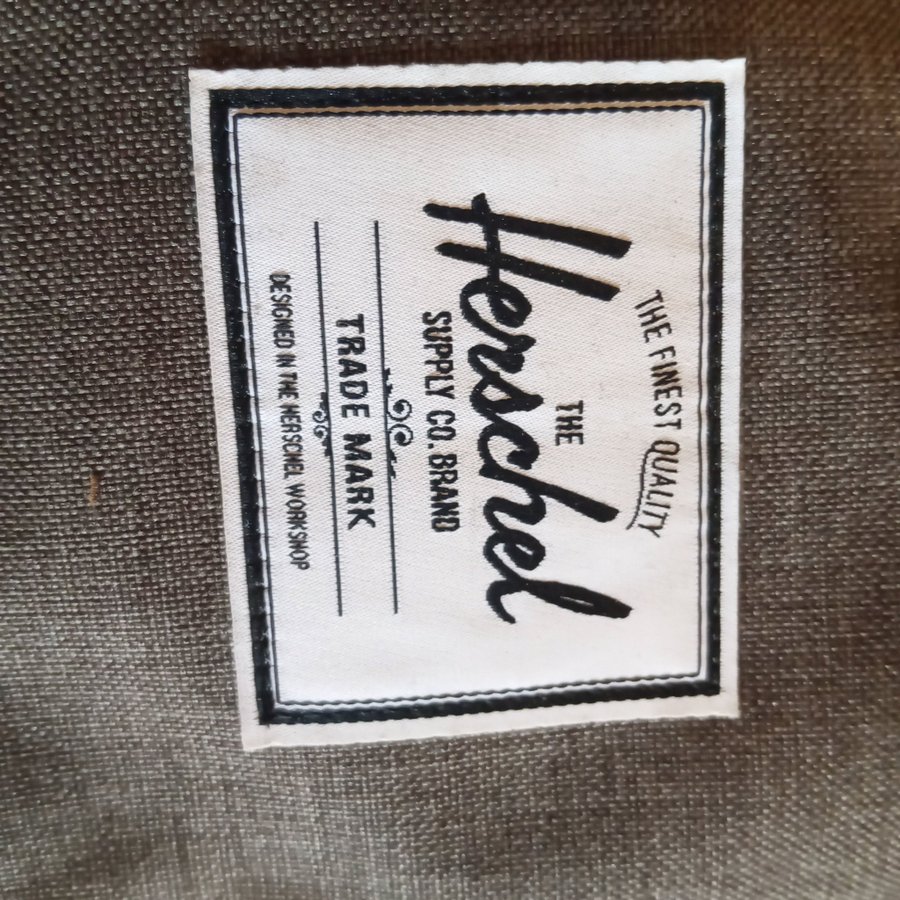 THE FINEST QUALITY
THE
Herschel
SUPPLY CO. BRAND
TRADE MARK
DESIGNED IN THE HERSCHEL WORKSHOP